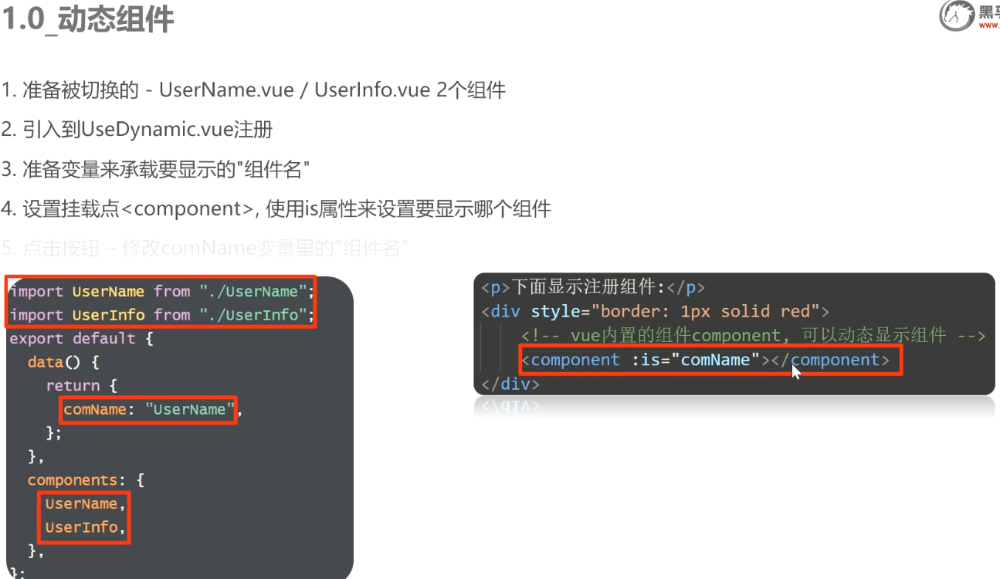 1.0_动态组件
黑马
www.
1. 准备被切换的 - UserName.vue / UserInfo.vue 2个组件
2. 引入到UseDynamic.vue注册
3. 准备变量来承载要显示的"组件名"
4. 设置挂载点<component>, 使用is属性来设置要显示哪个组件
5. 点击按钮 – 修改comName变量里的"组件名"
import UserName from "./UserName";
import UserInfo from "./UserInfo";
export default {
data() {
return {
comName: "UserName",
};
},
components: {
UserName,
UserInfo,
},
};
<p>下面显示注册组件:</p>
<div style="border: 1px solid red">
<!-- vue内置的组件component, 可以动态显示组件 -->
<component :is="comName"></component>
</div>